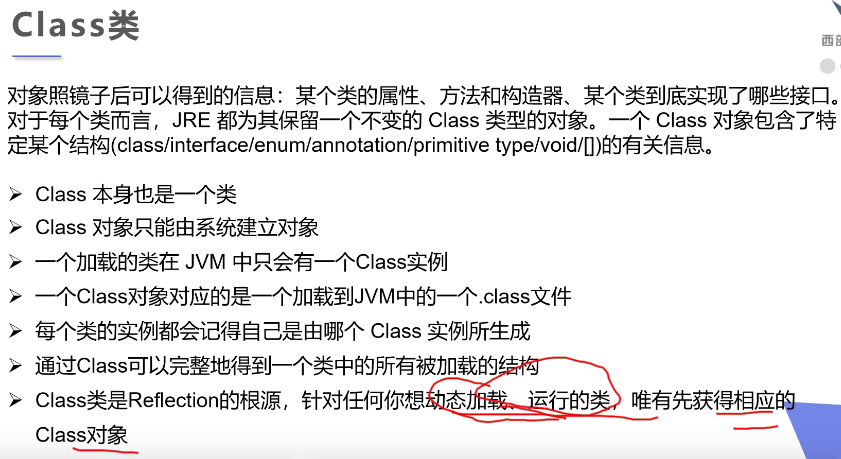 Class类
西部
对象照镜子后可以得到的信息：某个类的属性、方法和构造器、某个类到底实现了哪些接口。
对于每个类而言，JRE 都为其保留一个不变的 Class 类型的对象。一个 Class 对象包含了特
定某个结构(class/interface/enum/annotation/primitive type/void/[])的有关信息。
➢ Class 本身也是一个类
➢ Class 对象只能由系统建立对象
➢ 一个加载的类在 JVM 中只会有一个Class实例
➢ 一个Class对象对应的是一个加载到JVM中的一个.class文件
➢ 每个类的实例都会记得自己是由哪个 Class 实例所生成
➢ 通过Class可以完整地得到一个类中的所有被加载的结构
➢ Class类是Reflection的根源，针对任何你想动态加载、运行的类，唯有先获得相应的
Class对象